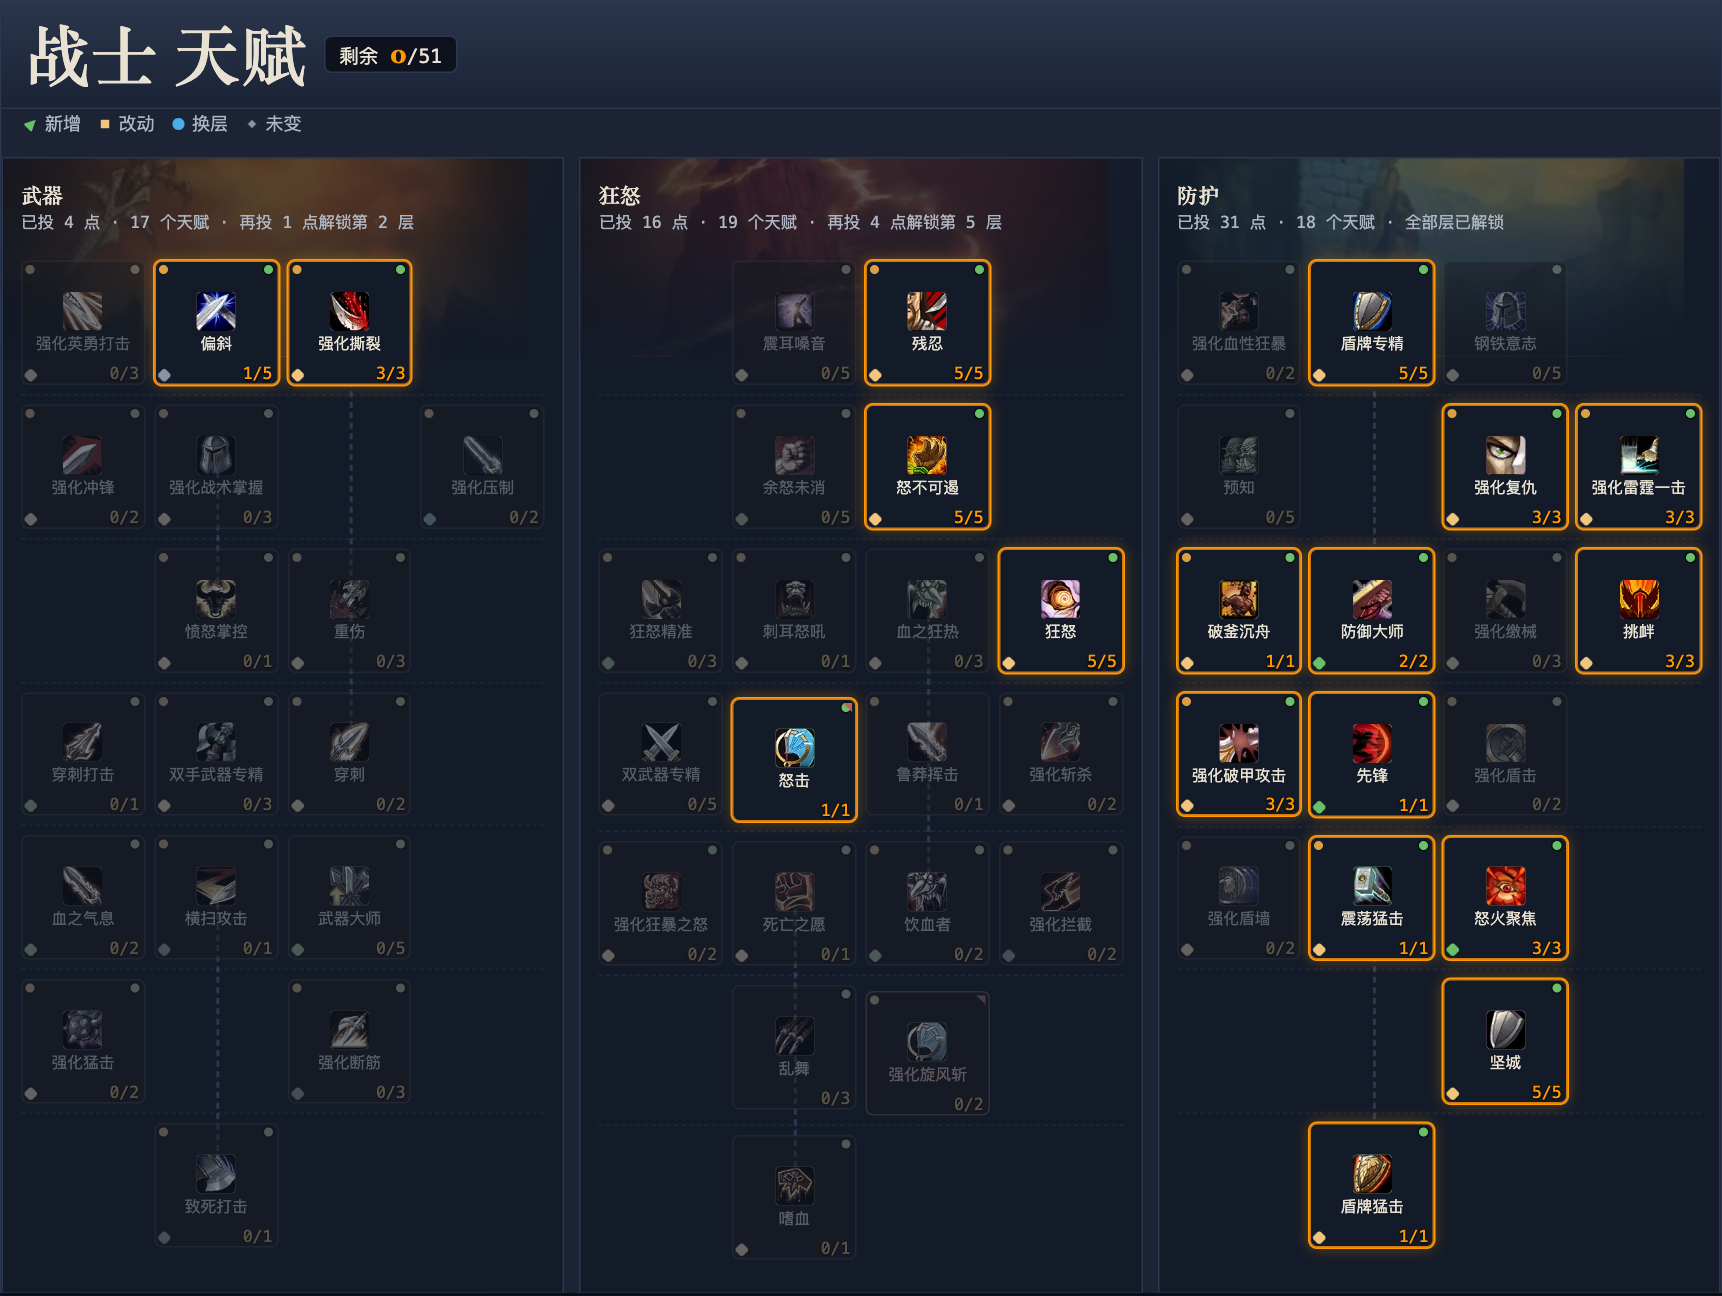 战士 天赋
剩余 0/51
新增 改动 换层 未变
武器
已投 4 点 · 17 个天赋 · 再投 1 点解锁第 2 层
强化英勇打击 0/3
偏斜 1/5
强化撕裂 3/3
强化冲锋 0/2
强化战术掌握 0/3
强化压制 0/2
愤怒掌控 0/1
重伤 0/3
穿刺打击 0/1
双手武器专精 0/3
穿刺 0/2
血之气息 0/2
横扫攻击 0/1
武器大师 0/5
强化猛击 0/2
强化断筋 0/3
致死打击 0/1
狂怒
已投 16 点 · 19 个天赋 · 再投 4 点解锁第 5 层
震耳嗓音 0/5
残忍 5/5
余怒未消 0/5
怒不可遏 5/5
狂怒精准 0/3
刺耳怒吼 0/1
血之狂热 0/3
狂怒 5/5
双武器专精 0/5
怒击 1/1
鲁莽挥击 0/1
强化斩杀 0/2
强化狂暴之怒 0/2
死亡之愿 0/1
饮血者 0/2
强化拦截 0/2
乱舞 0/3
强化旋风斩 0/2
嗜血 0/1
防护
已投 31 点 · 18 个天赋 · 全部层已解锁
强化血性狂暴 0/2
盾牌专精 5/5
钢铁意志 0/5
预知 0/5
强化复仇 3/3
强化雷霆一击 3/3
破釜沉舟 1/1
防御大师 2/2
强化缴械 0/3
挑衅 3/3
强化破甲攻击 3/3
先锋 1/1
强化盾击 0/2
强化盾墙 0/2
震荡猛击 1/1
怒火聚焦 3/3
坚城 5/5
盾牌猛击 1/1